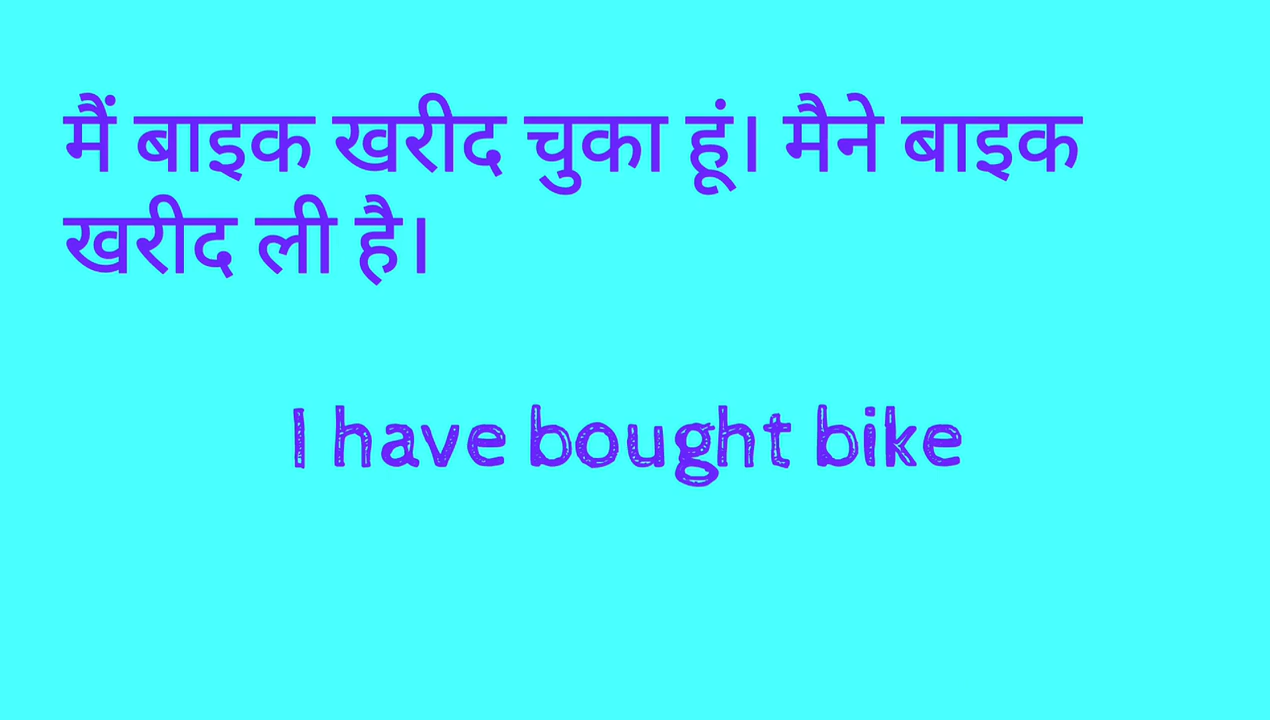 मैं बाइक खरीद चुका हूं। मैने बाइक
खरीद ली है।
I have bought bike